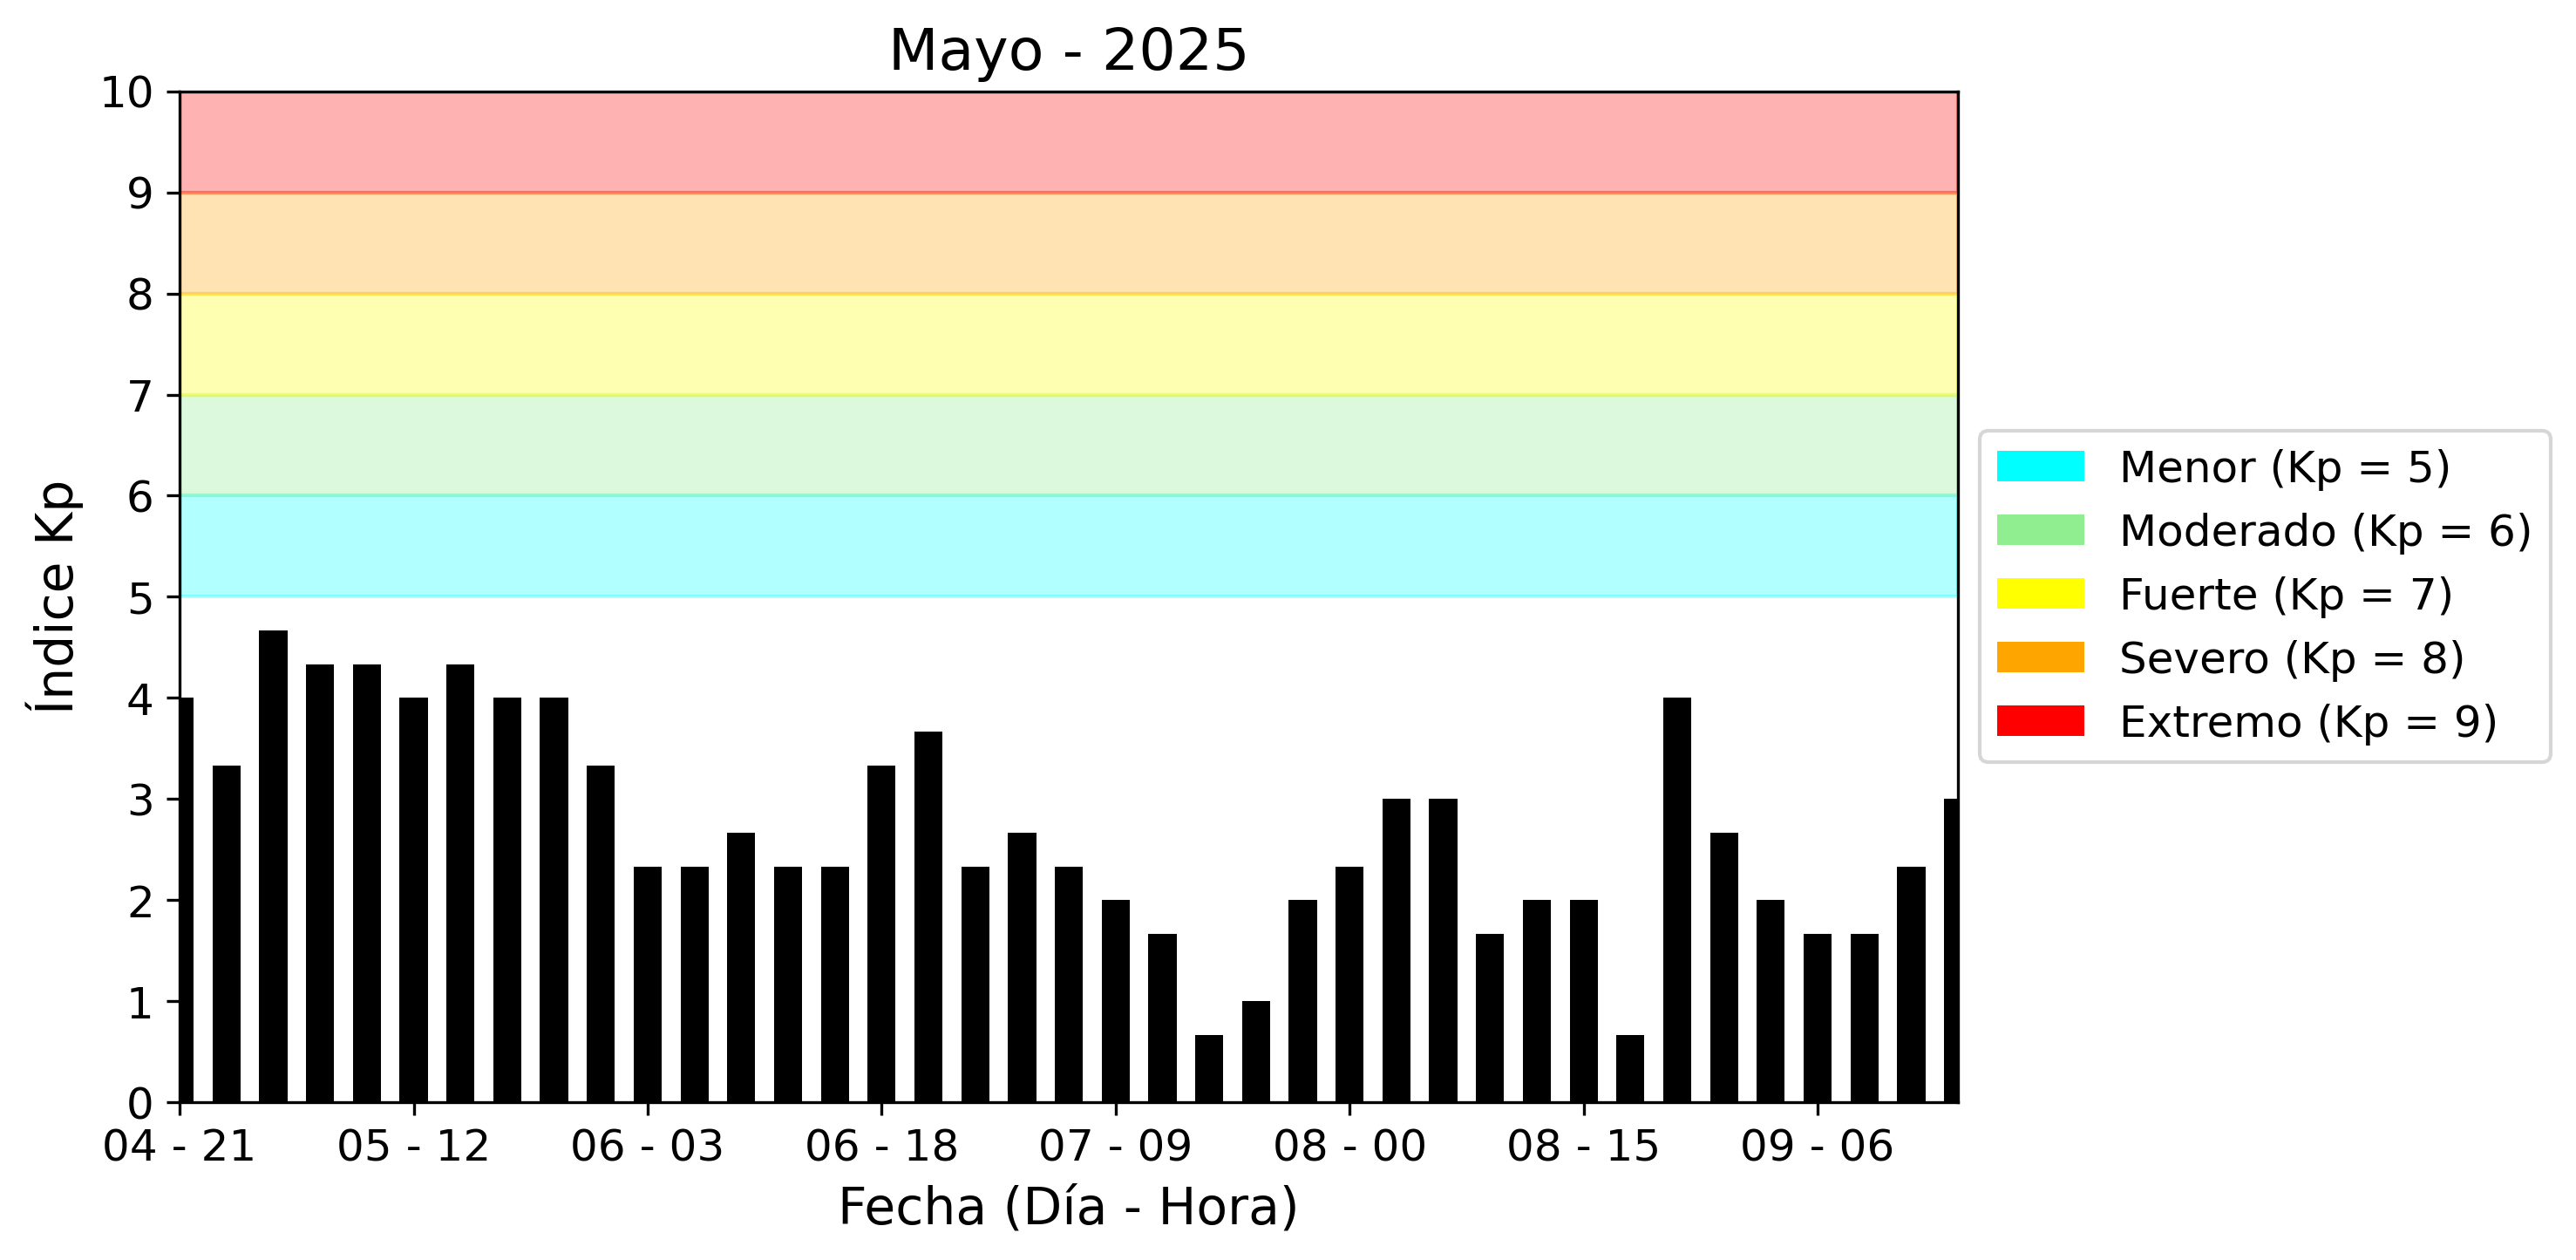 Mayo - 2025
10
9
8
7
6
5
4
3
2
1
0
Índice Kp
04 - 21 05 - 12 06 - 03 06 - 18 07 - 09 08 - 00 08 - 15 09 - 06
Fecha (Día - Hora)
Menor (Kp = 5)
Moderado (Kp = 6)
Fuerte (Kp = 7)
Severo (Kp = 8)
Extremo (Kp = 9)